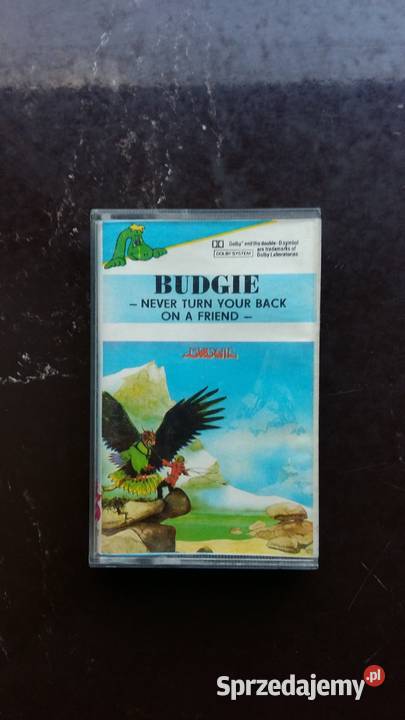 Dolby* and the double-D symbol
are trademarks of
DOLBY SYSTEM Dolby Laboratories
BUDGIE
– NEVER TURN YOUR BACK
ON A FRIEND –
BUDGIE
Sprzedajemy.pl